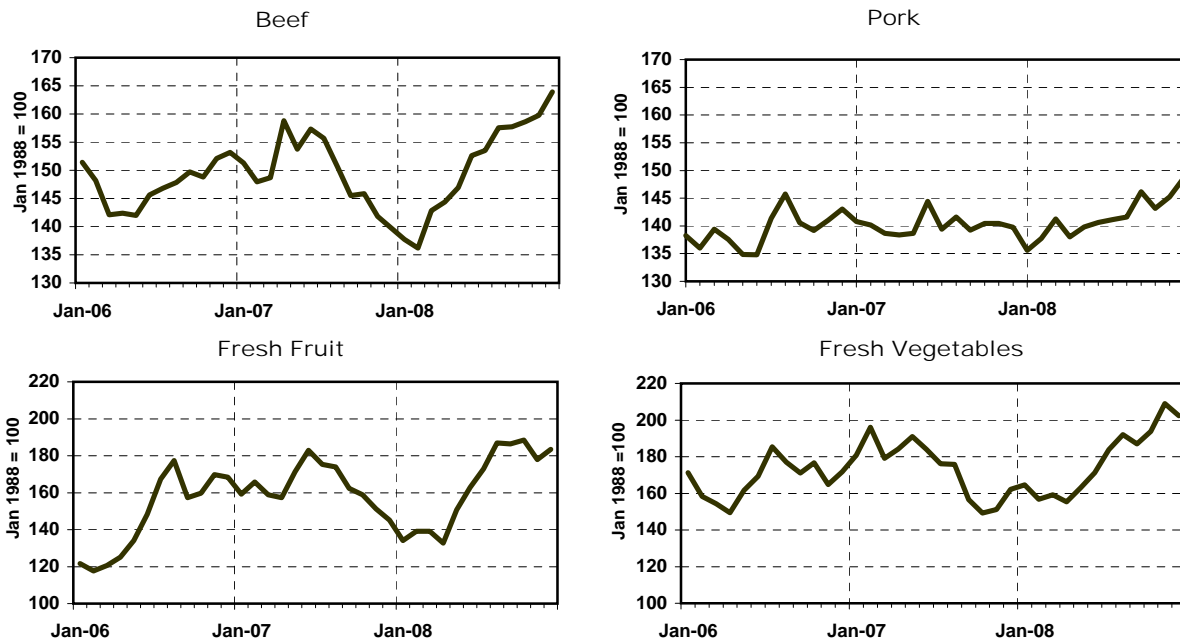 Beef
Jan 1988 = 100
170
165
160
155
150
145
140
135
130
Jan-06 Jan-07 Jan-08
Pork
Jan 1988 = 100
170
165
160
155
150
145
140
135
130
Jan-06 Jan-07 Jan-08
Fresh Fruit
Jan 1988 = 100
220
200
180
160
140
120
100
Jan-06 Jan-07 Jan-08
Fresh Vegetables
Jan 1988 =100
220
200
180
160
140
120
100
Jan-06 Jan-07 Jan-08